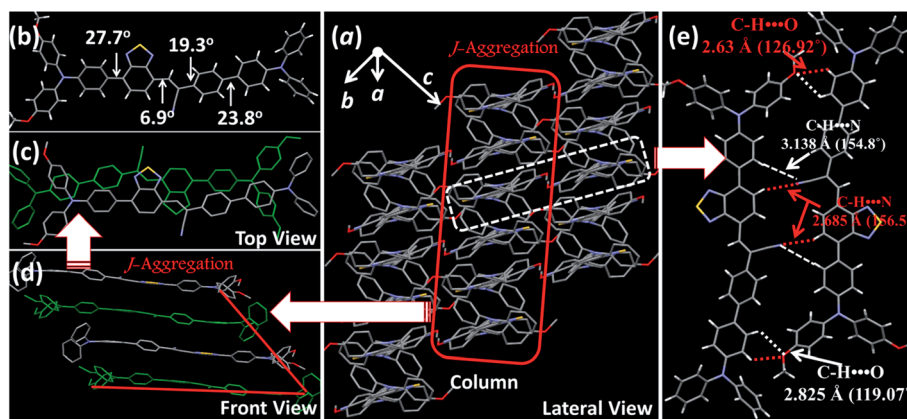 (b)
27.7°
19.3°
6.9°
23.8°
(c)
Top View
(d)
J-Aggregation
Front View
(a)
J-Aggregation
b
a
c
Column
Lateral View
(e)
C-H•••O
2.63 Å (126.92°)
C-H•••N
3.138 Å (154.8°)
C-H•••N
2.685 Å (156.5
C-H•••O
2.825 Å (119.07°